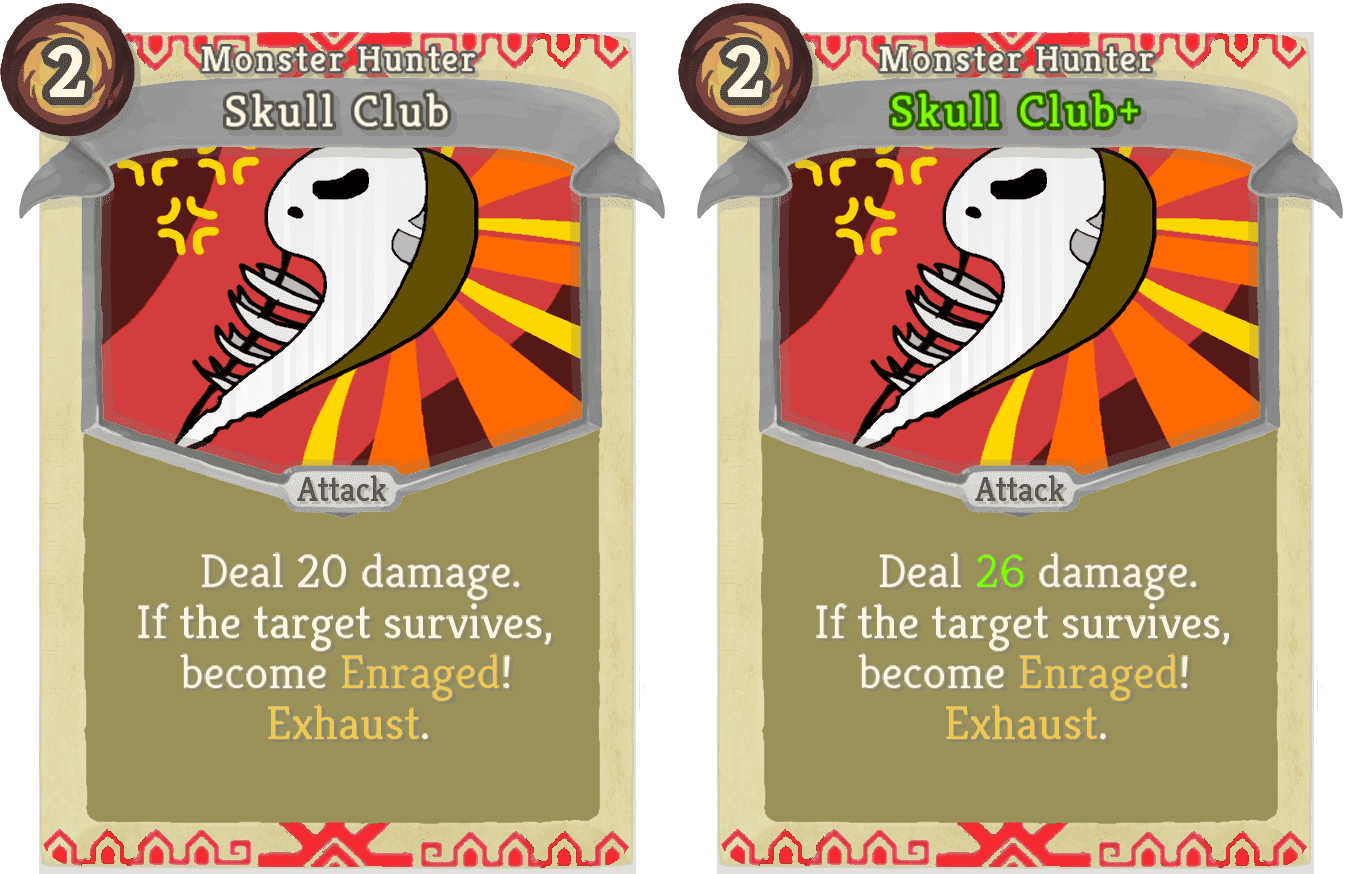 2
Monster Hunter
Skull Club
Attack
Deal 20 damage.
If the target survives,
become Enraged!
Exhaust.
2
Monster Hunter
Skull Club+
Attack
Deal 26 damage.
If the target survives,
become Enraged!
Exhaust.